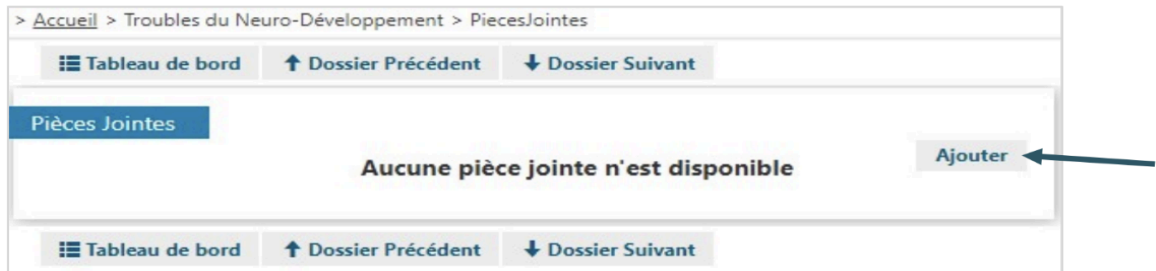 > Accueil > Troubles du Neuro-Développement > PiecesJointes
Tableau de bord Dossier Précédent Dossier Suivant
Pièces Jointes
Aucune pièce jointe n'est disponible
Ajouter
Tableau de bord Dossier Précédent Dossier Suivant